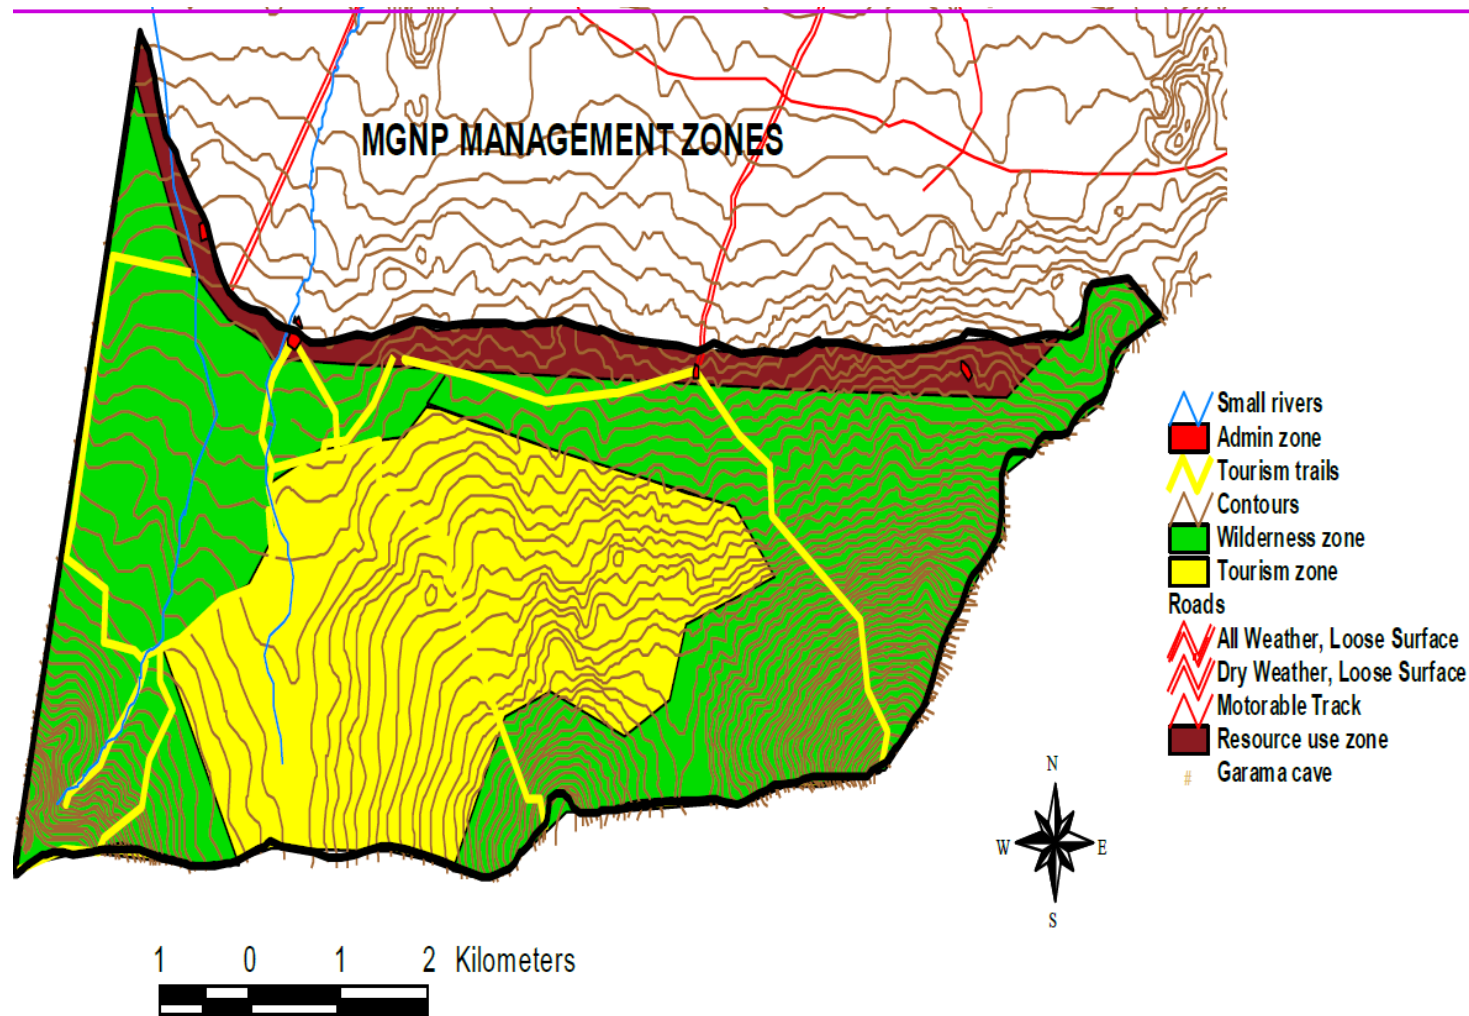 MGNP MANAGEMENT ZONES
Small rivers
Admin zone
Tourism trails
Contours
Wilderness zone
Tourism zone
Roads
All Weather, Loose Surface
Dry Weather, Loose Surface
Motorable Track
Resource use zone
# Garama cave
N
W E
S
1 0 1 2 Kilometers